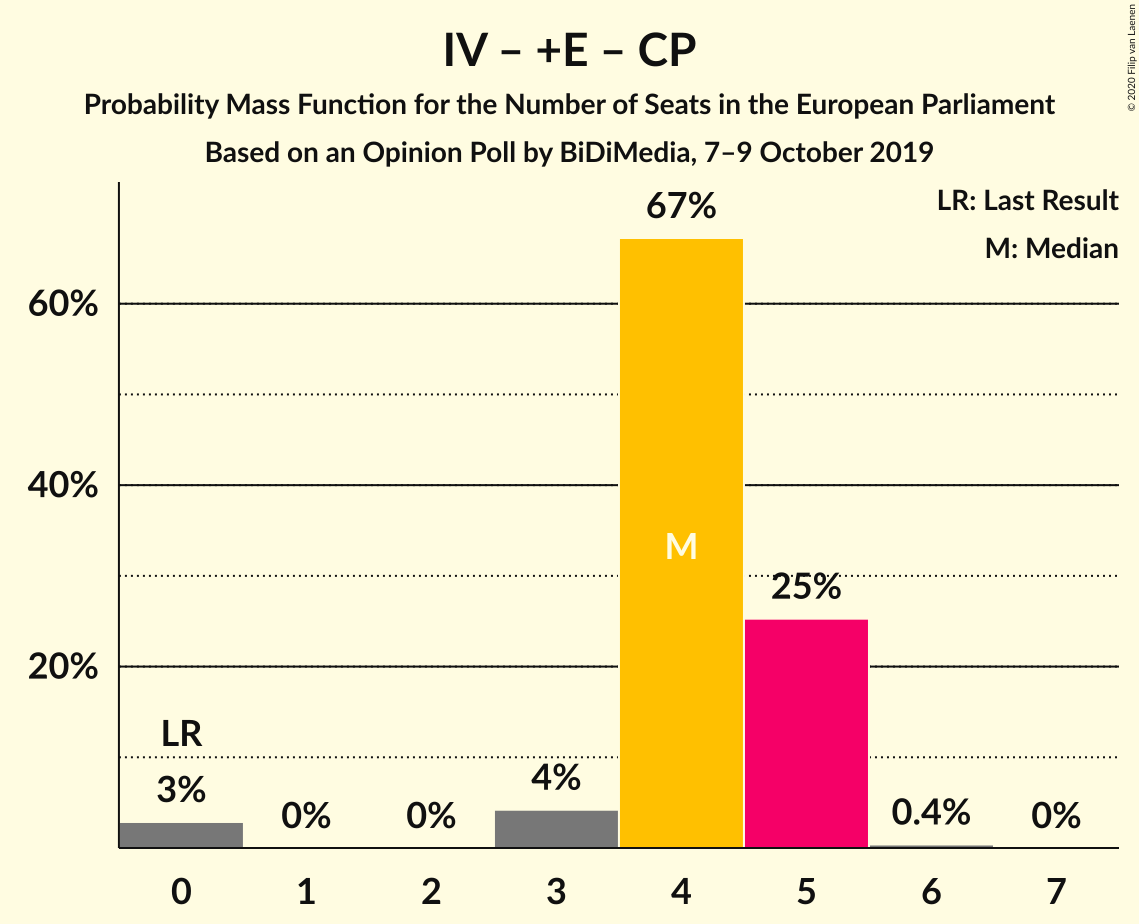 IV – +E – CP
Probability Mass Function for the Number of Seats in the European Parliament
Based on an Opinion Poll by BiDiMedia, 7–9 October 2019
© 2020 Filip van Laenen
LR: Last Result
M: Median
67%
60%
40%
M
25%
20%
LR
3%
0%
0%
4%
0.4%
0%
0 1 2 3 4 5 6 7